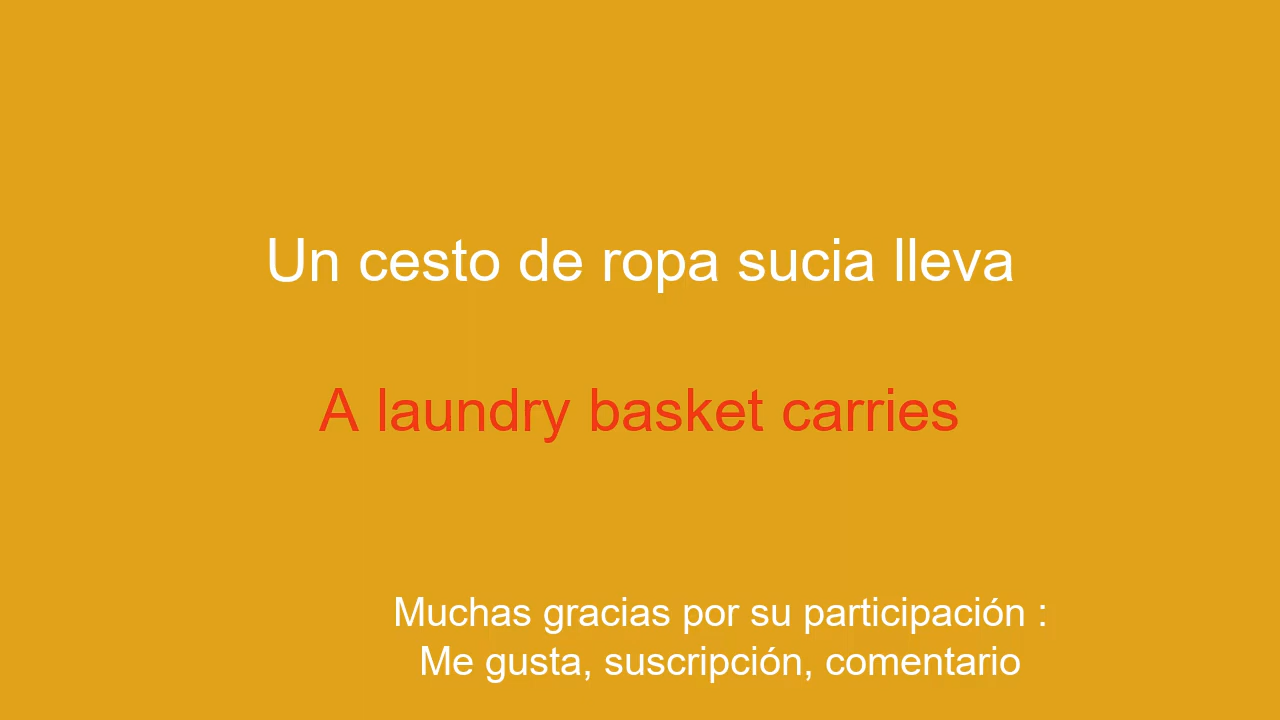 Un cesto de ropa sucia lleva
A laundry basket carries
Muchas gracias por su participación :
Me gusta, suscripción, comentario